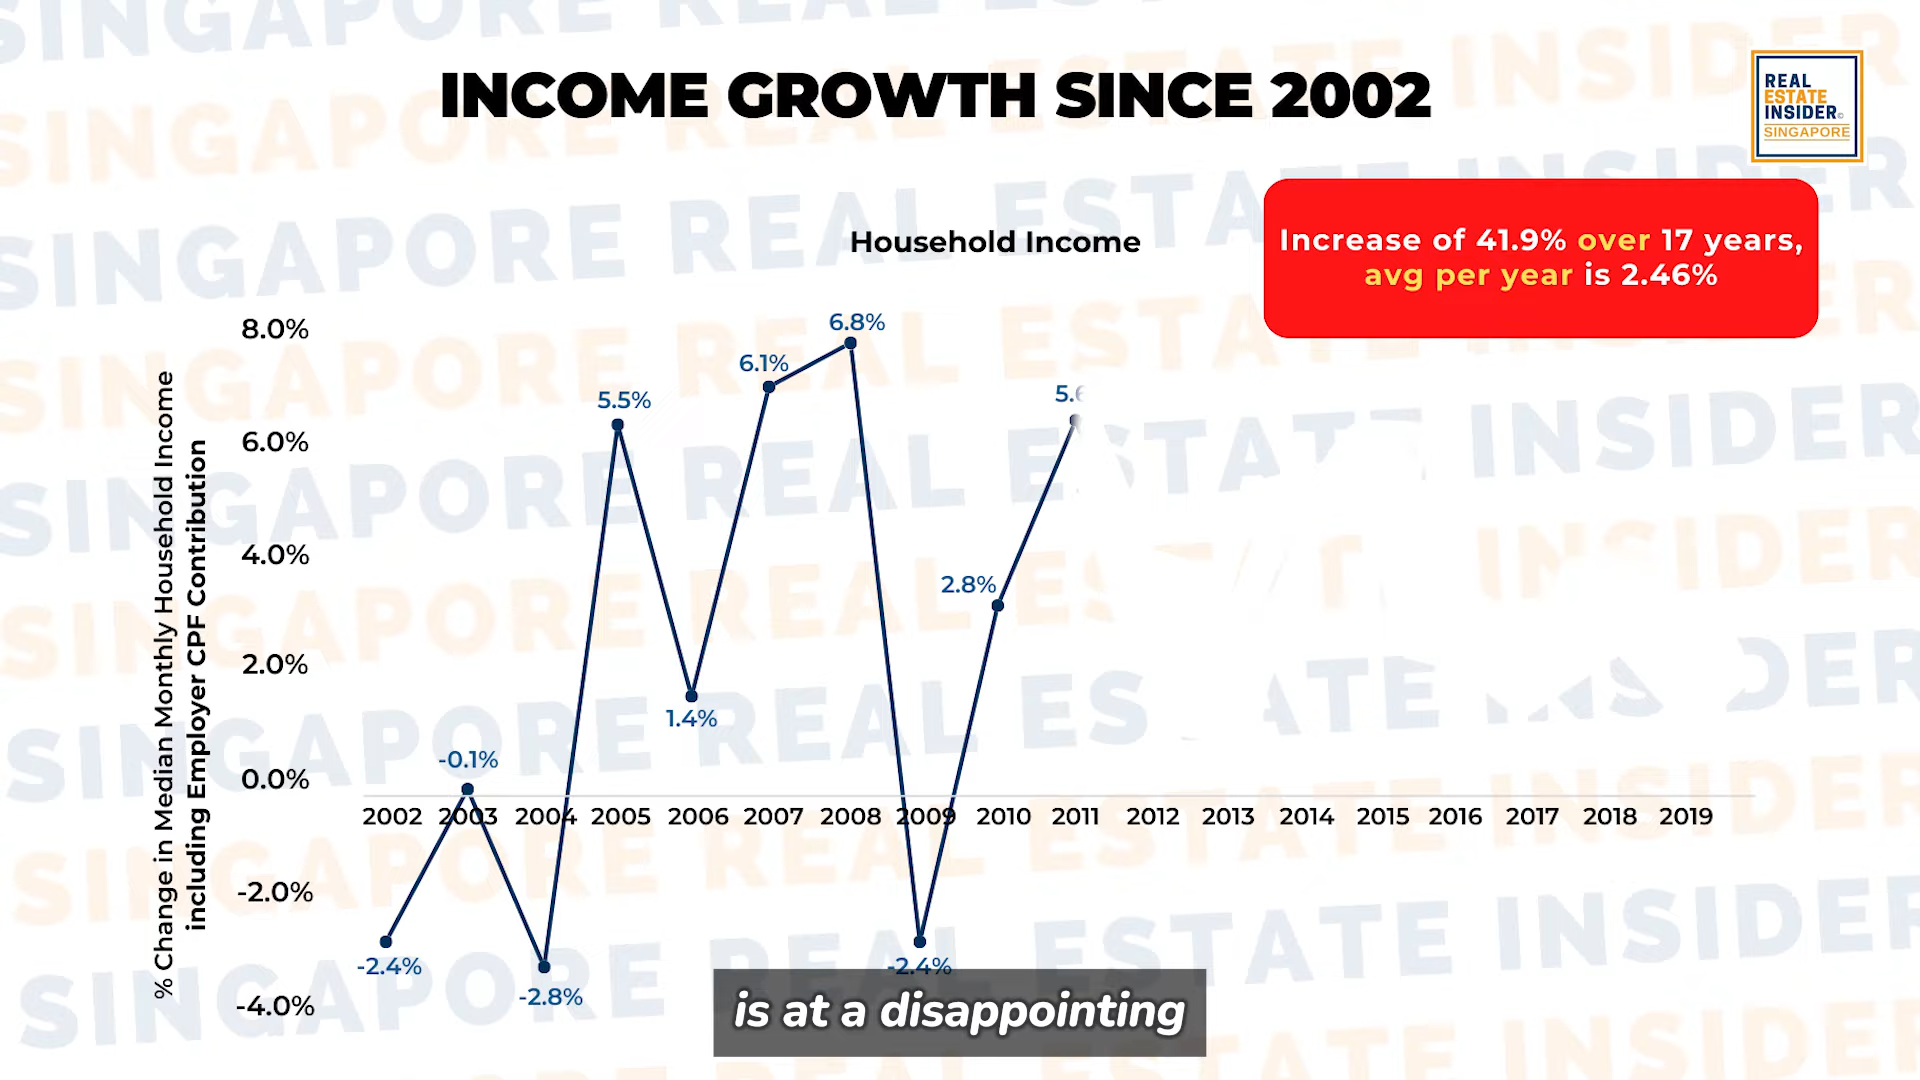 INCOME GROWTH SINCE 2002
REAL
ESTATE
INSIDER©
SINGAPORE
Increase of 41.9% over 17 years,
avg per year is 2.46%
Household Income
% Change in Median Monthly Household Income
including Employer CPF Contribution
8.0%
6.0%
4.0%
2.0%
0.0%
-2.0%
-4.0%
-2.4%
-0.1%
-2.8%
5.5%
1.4%
6.1%
6.8%
-2.4%
2.8%
2002 2003 2004 2005 2006 2007 2008 2009 2010 2011 2012 2013 2014 2015 2016 2017 2018 2019
is at a disappointing
SINGAPORE REAL ESTATE INSIDER